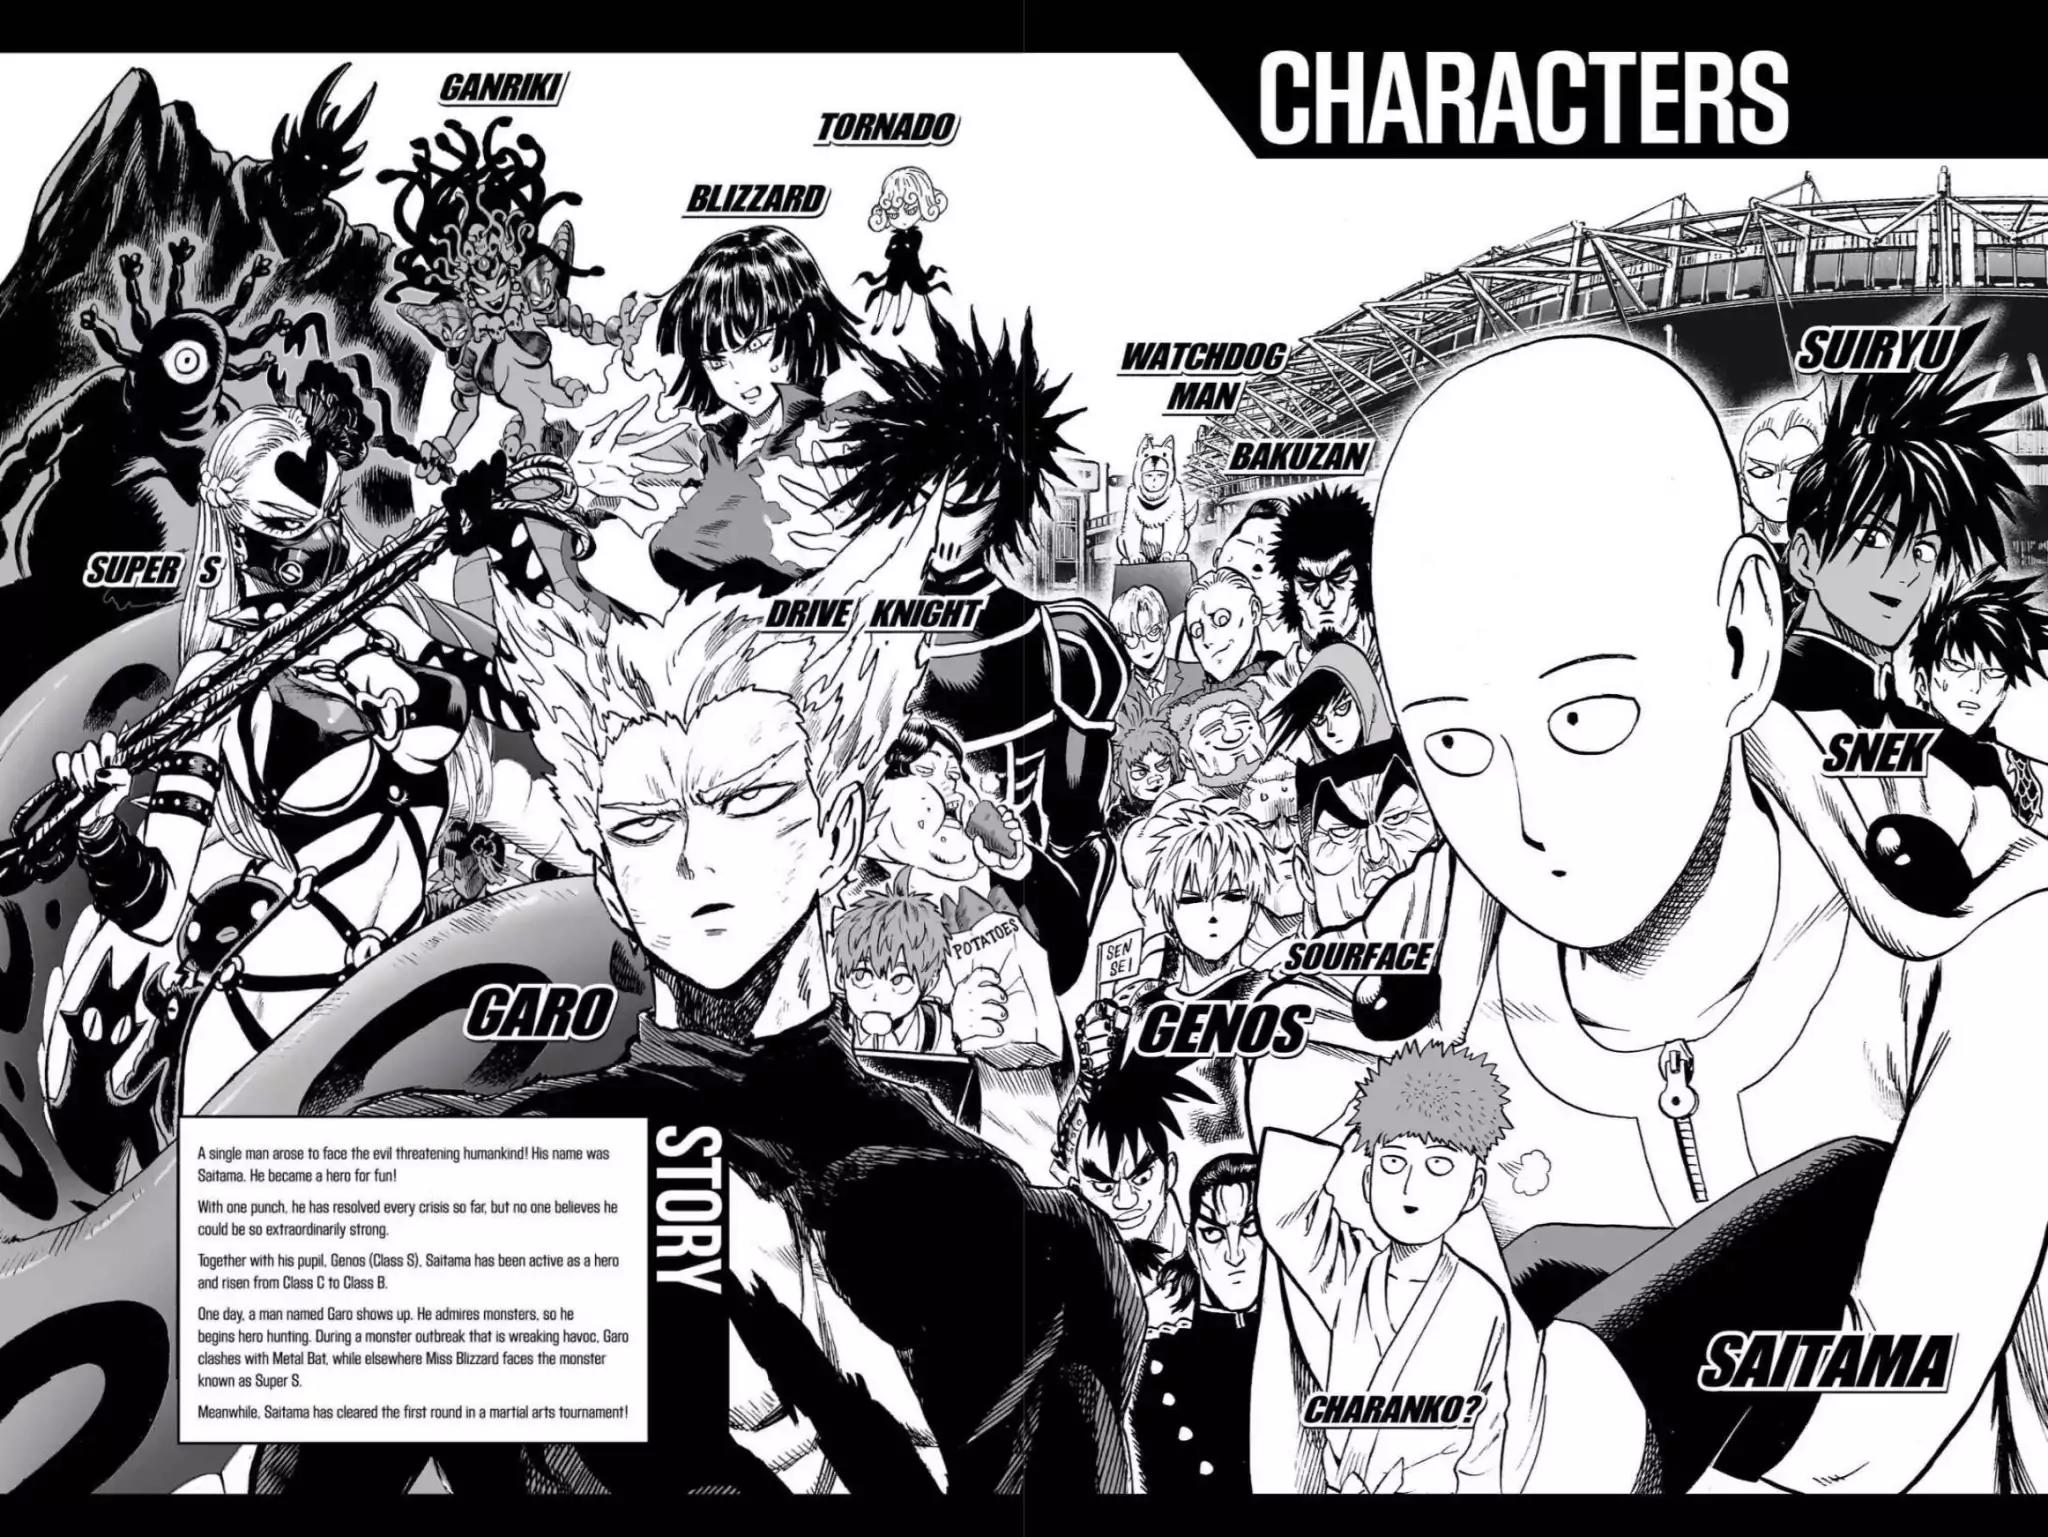 CHARACTERS
GANRIKI
TORNADO
BLIZZARD
SUPER S
DRIVE KNIGHT
WATCHDOG
MAN
BAKUZAN
SUIRYU
SNEK
POTATOES
SEN
SEI
SOURFACE
GARO
GENOS
CHARANKO?
SAITAMA
STORY
A single man arose to face the evil threatening humankind! His name was
Saitama. He became a hero for fun!
With one punch, he has resolved every crisis so far, but no one believes he
could be so extraordinarily strong.
Together with his pupil, Genos (Class S), Saitama has been active as a hero
and risen from Class C to Class B.
One day, a man named Garo shows up. He admires monsters, so he
begins hero hunting. During a monster outbreak that is wreaking havoc, Garo
clashes with Metal Bat, while elsewhere Miss Blizzard faces the monster
known as Super S.
Meanwhile, Saitama has cleared the first round in a martial arts tournament!